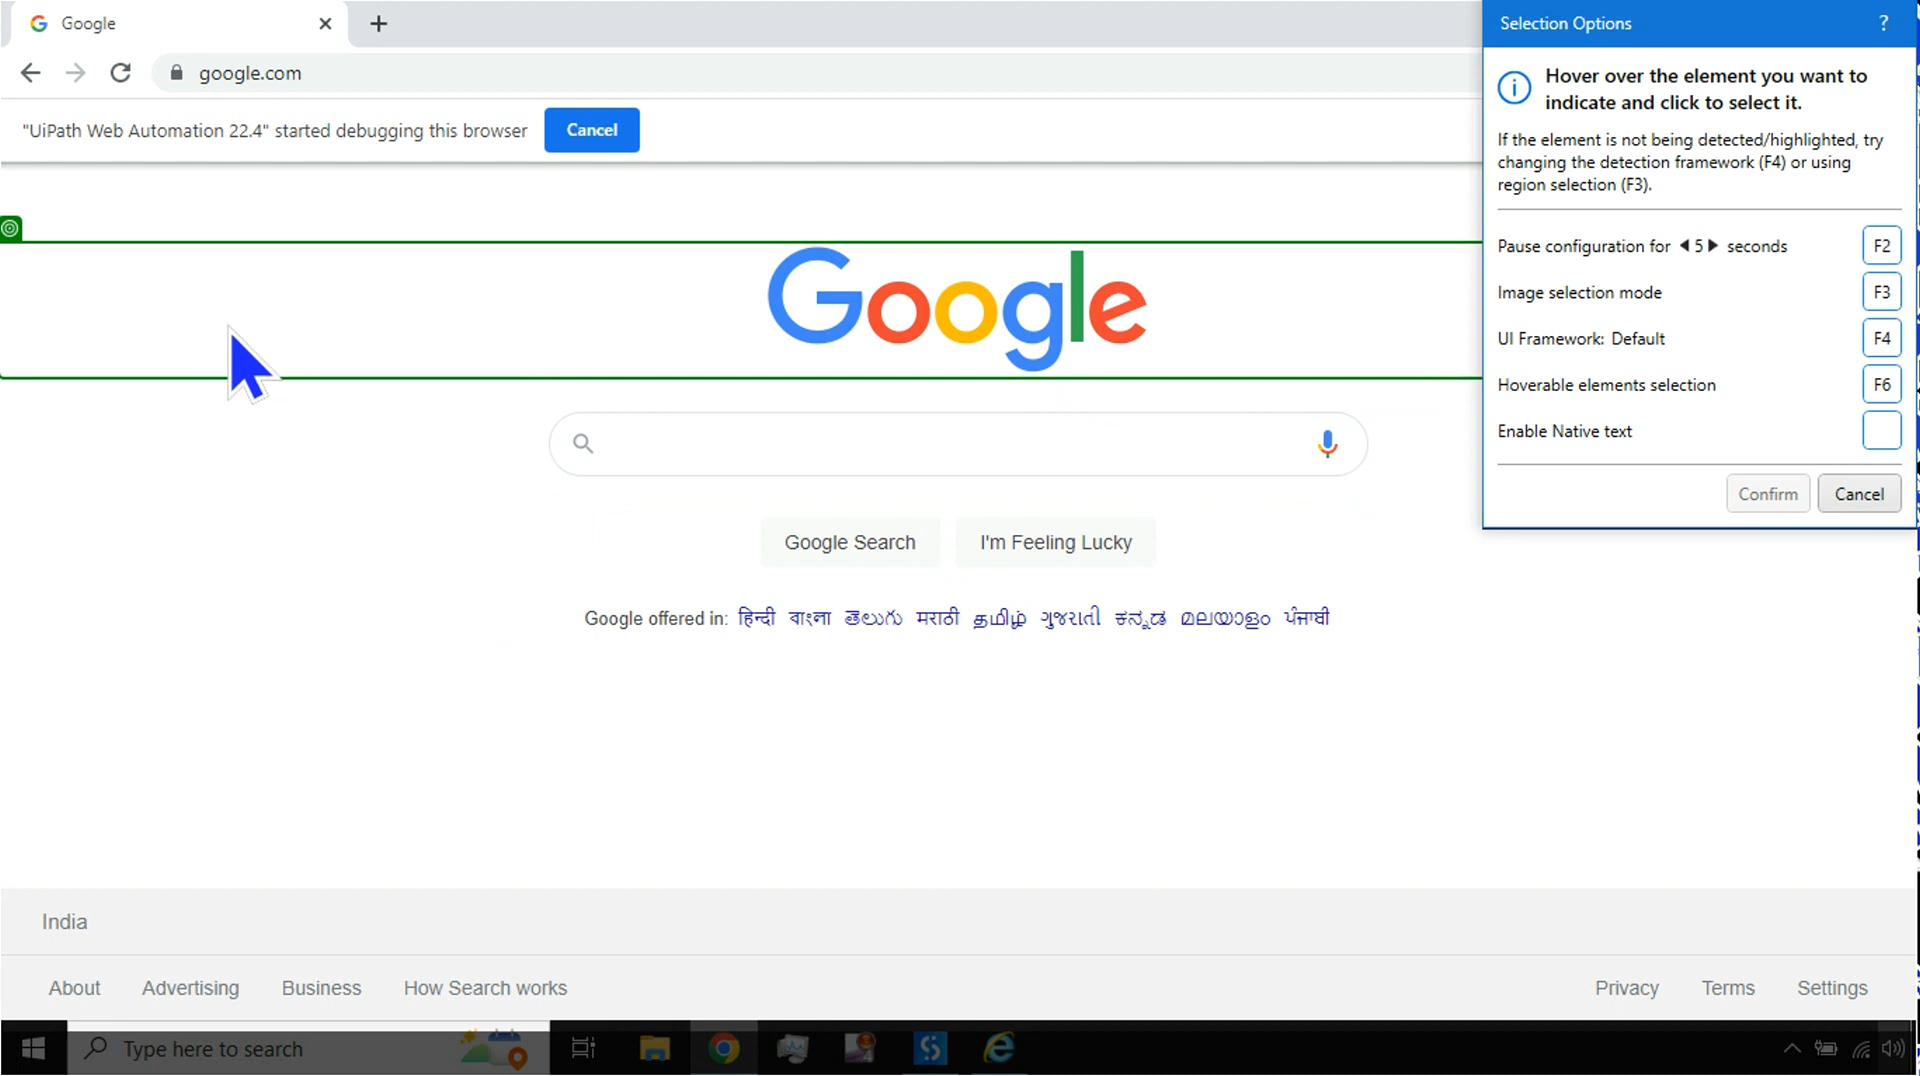 Google
google.com
"UiPath Web Automation 22.4" started debugging this browser Cancel
Selection Options ?
Hover over the element you want to
indicate and click to select it.
If the element is not being detected/highlighted, try
changing the detection framework (F4) or using
region selection (F3).
Pause configuration for 5 seconds F2
Image selection mode F3
UI Framework: Default F4
Hoverable elements selection F6
Enable Native text
Confirm Cancel
Google
Google Search I'm Feeling Lucky
Google offered in: हिन्दी বাংলা తెలుగు मराठी தமிழ் ગુજરાતી ಕನ್ನಡ മലയാളം ਪੰਜਾਬੀ
India
About Advertising Business How Search works Privacy Terms Settings
Type here to search